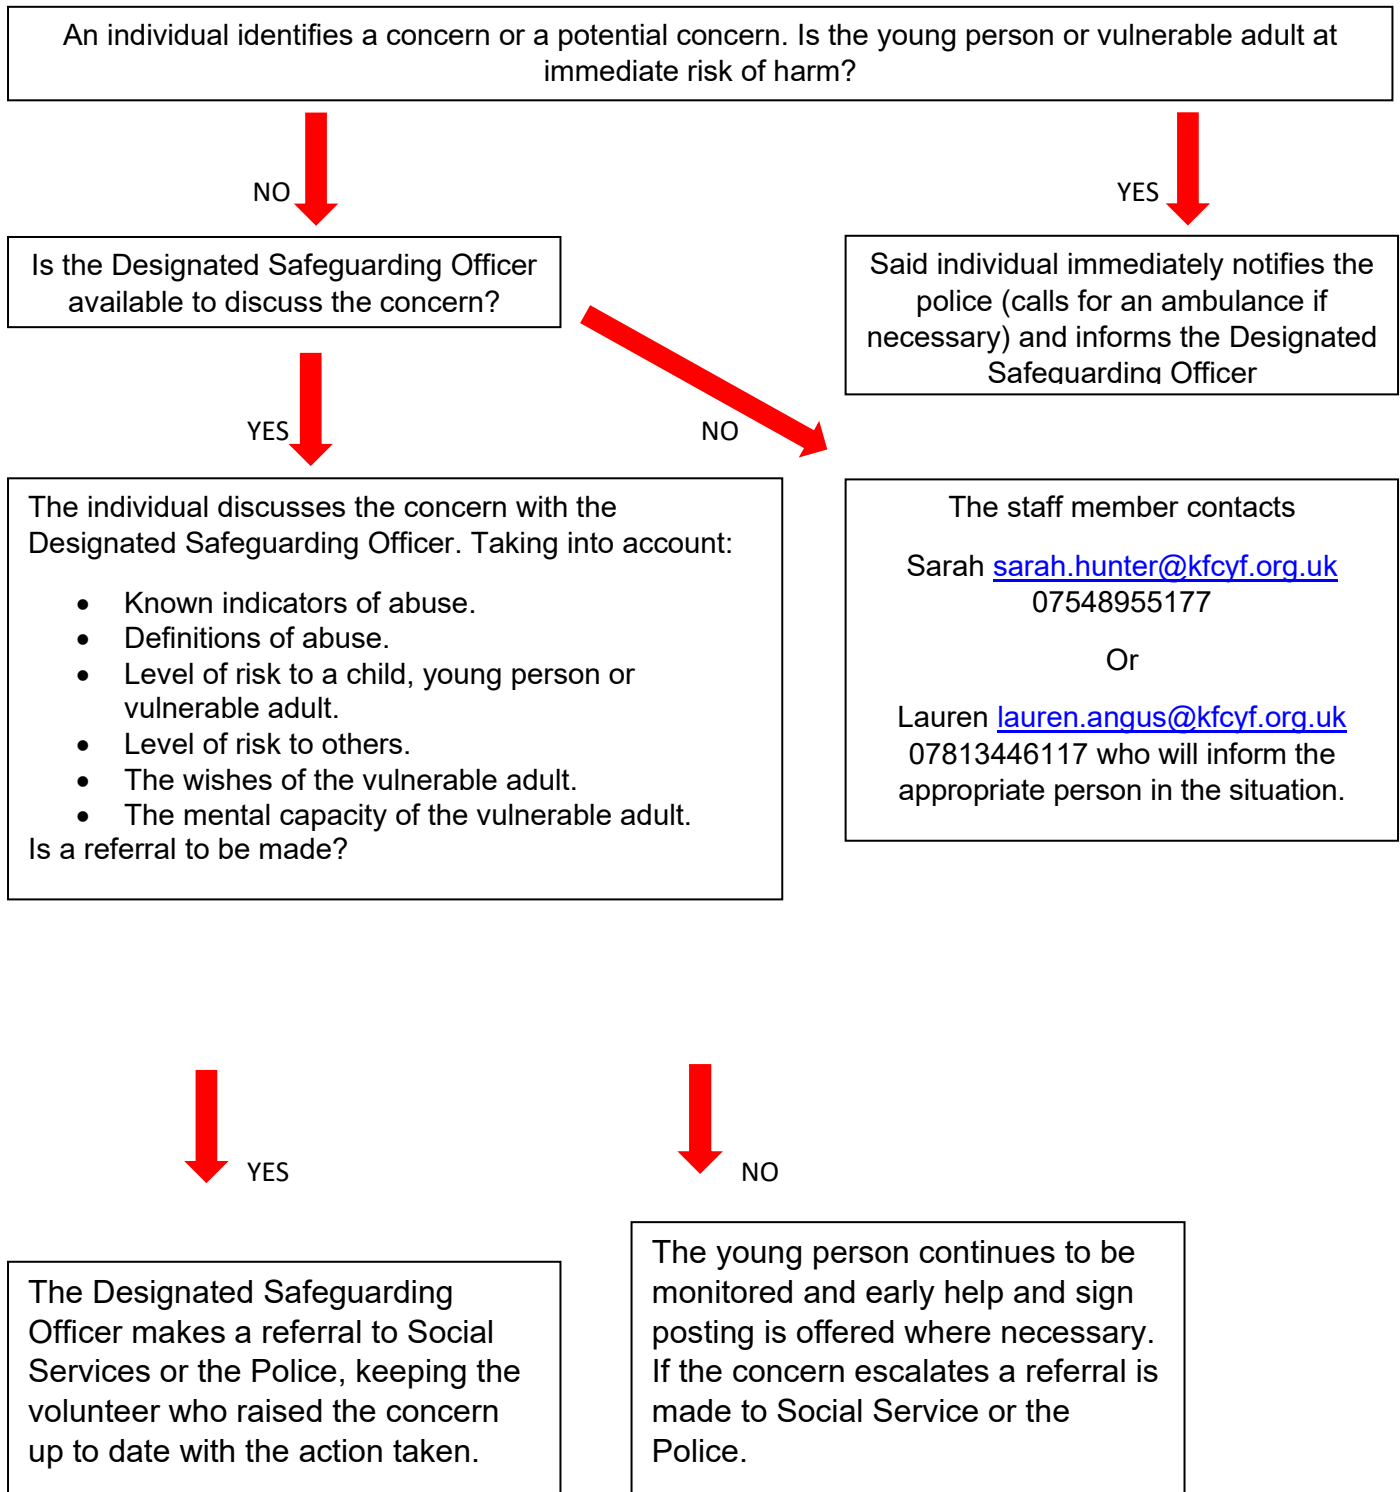 An individual identifies a concern or a potential concern. Is the young person or vulnerable adult at
immediate risk of harm?
NO
YES
Is the Designated Safeguarding Officer
available to discuss the concern?
Said individual immediately notifies the
police (calls for an ambulance if
necessary) and informs the Designated
Safeguarding Officer
YES
NO
The individual discusses the concern with the
Designated Safeguarding Officer. Taking into account:
• Known indicators of abuse.
• Definitions of abuse.
• Level of risk to a child, young person or
vulnerable adult.
• Level of risk to others.
• The wishes of the vulnerable adult.
• The mental capacity of the vulnerable adult.
Is a referral to be made?
The staff member contacts
Sarah sarah.hunter@kfcyf.org.uk
07548955177
Or
Lauren lauren.angus@kfcyf.org.uk
07813446117 who will inform the
appropriate person in the situation.
YES
NO
The Designated Safeguarding
Officer makes a referral to Social
Services or the Police, keeping the
volunteer who raised the concern
up to date with the action taken.
The young person continues to be
monitored and early help and sign
posting is offered where necessary.
If the concern escalates a referral is
made to Social Service or the
Police.